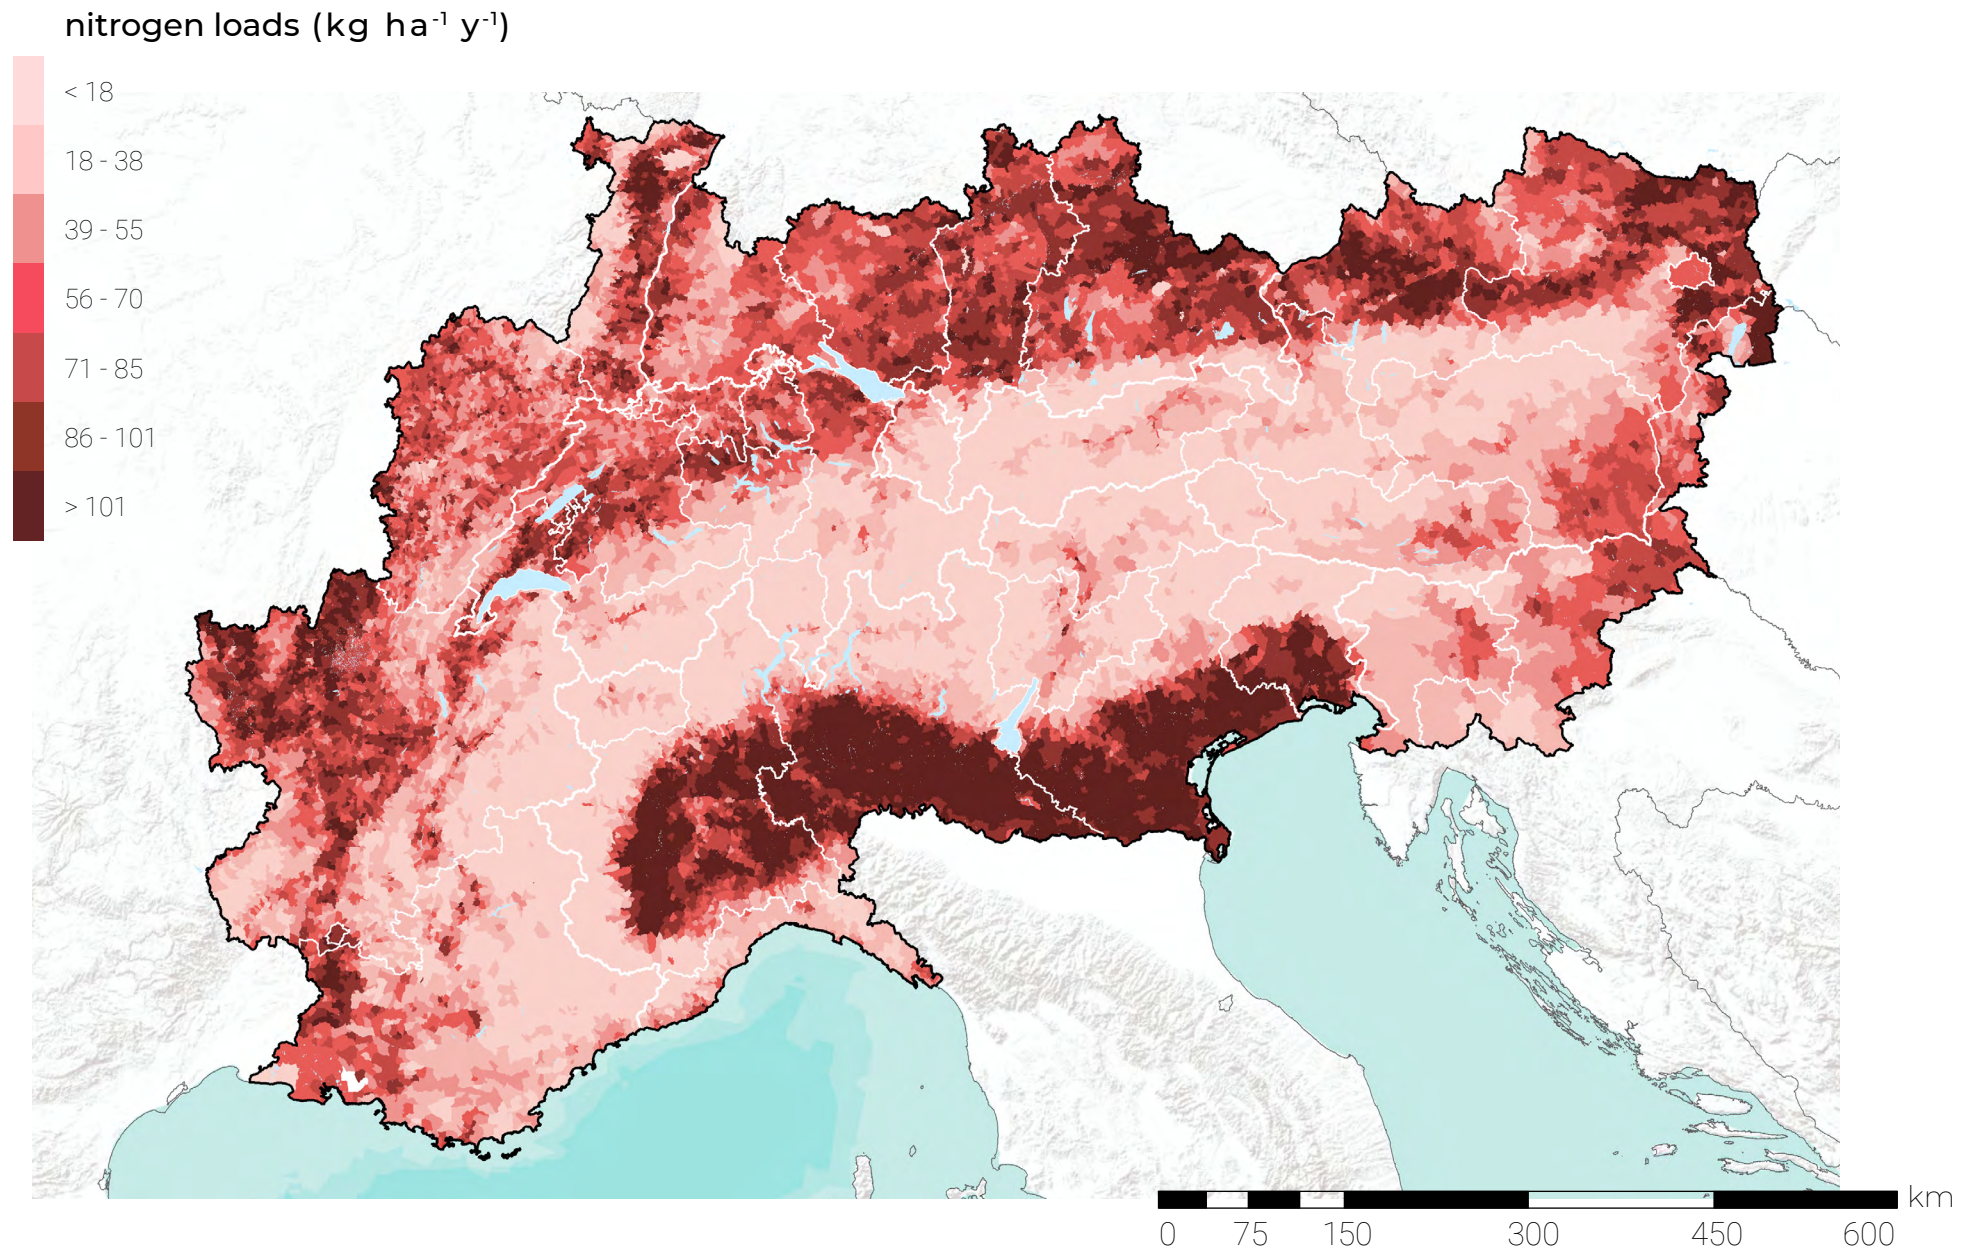 nitrogen loads (kg ha⁻¹ y⁻¹)
< 18
18 - 38
39 - 55
56 - 70
71 - 85
86 - 101
> 101
km
0 75 150 300 450 600